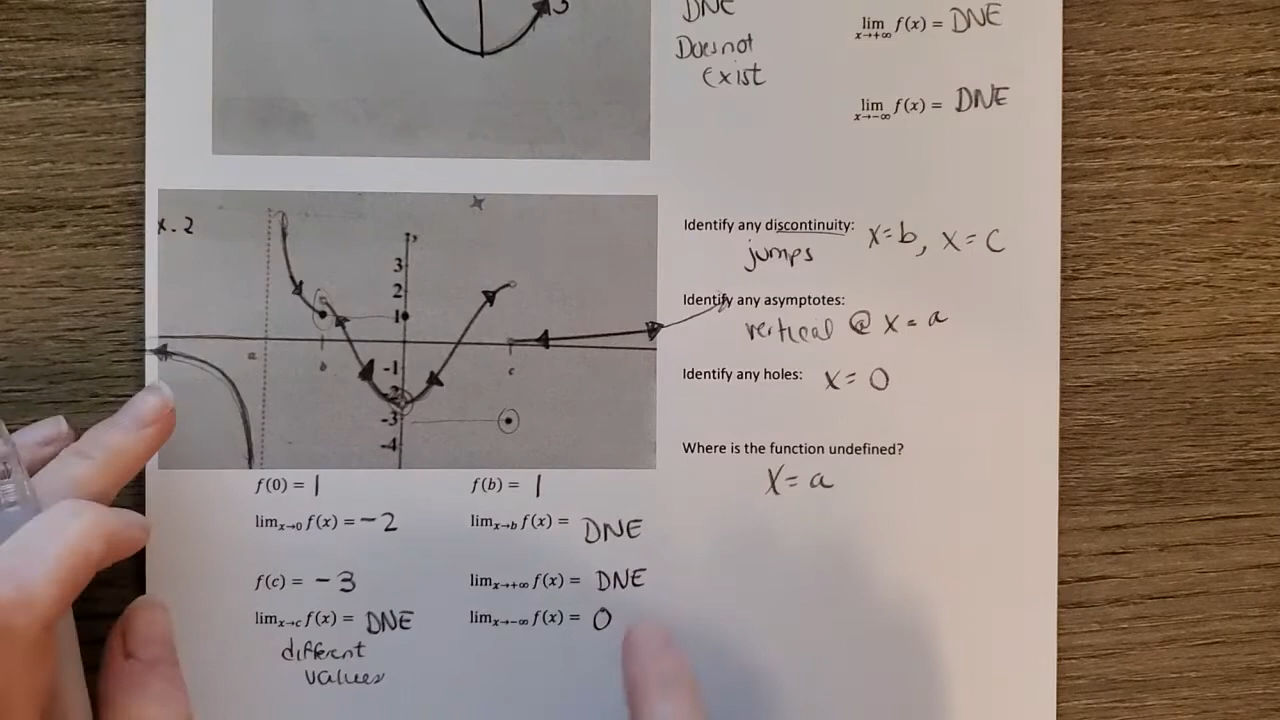 DNE
Does not
Exist
lim x→+∞ f(x) = DNE
lim x→−∞ f(x) = DNE
x. 2
3
2
1
-1
-2
-3
-4
a
b
c
Identify any discontinuity: x=b, x=c
jumps
Identify any asymptotes:
vertical @ x=a
Identify any holes: x=0
Where is the function undefined?
x=a
f(0) = 1
f(b) = 1
lim x→0 f(x) = -2
lim x→b f(x) = DNE
f(c) = -3
lim x→+∞ f(x) = DNE
lim x→c f(x) = DNE
lim x→−∞ f(x) = 0
different
values